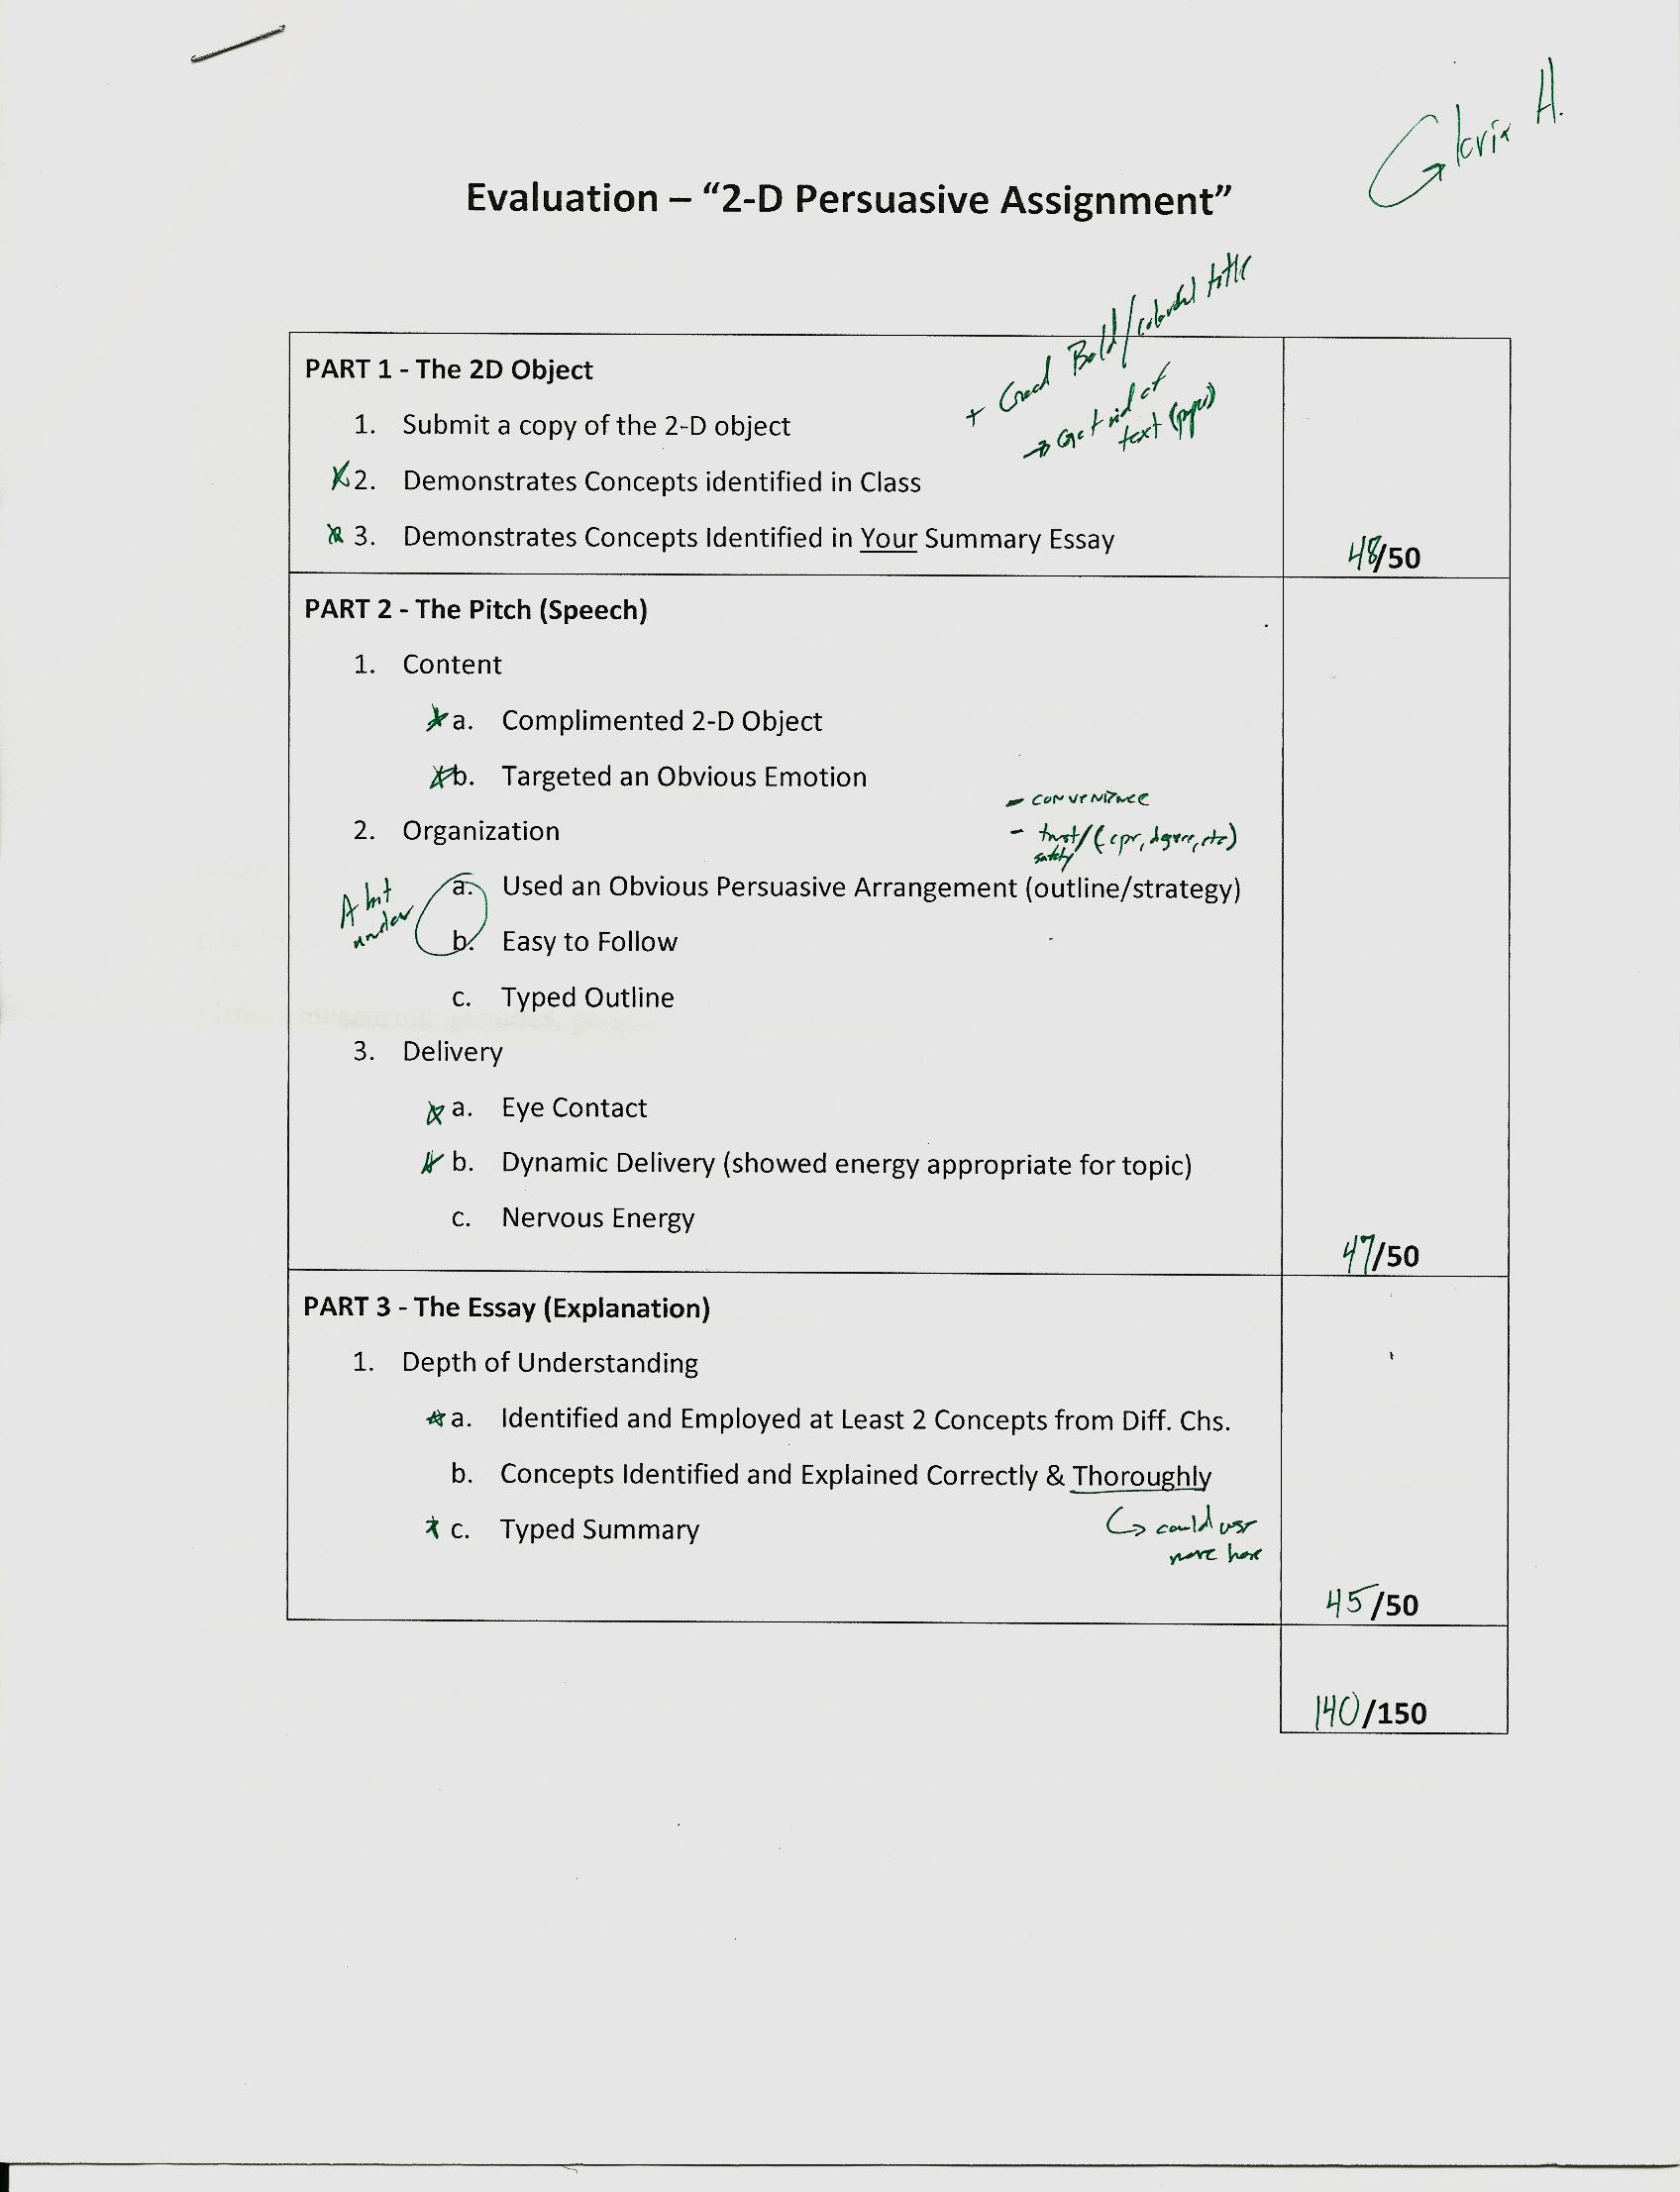 Gloria H.
Evaluation – “2-D Persuasive Assignment”
+ Good Bold/colorful title
→ Get rid of
text (pgs)
PART 1 - The 2D Object
1. Submit a copy of the 2-D object
2. Demonstrates Concepts identified in Class
3. Demonstrates Concepts Identified in Your Summary Essay
48/50
PART 2 - The Pitch (Speech)
1. Content
a. Complimented 2-D Object
b. Targeted an Obvious Emotion
- convenience
2. Organization
- trust/(cpr, degree, etc)
safety
A bit
under
a. Used an Obvious Persuasive Arrangement (outline/strategy)
b. Easy to Follow
c. Typed Outline
3. Delivery
a. Eye Contact
b. Dynamic Delivery (showed energy appropriate for topic)
c. Nervous Energy
47/50
PART 3 - The Essay (Explanation)
1. Depth of Understanding
a. Identified and Employed at Least 2 Concepts from Diff. Chs.
b. Concepts Identified and Explained Correctly & Thoroughly
c. Typed Summary
could use
more here
45/50
140/150